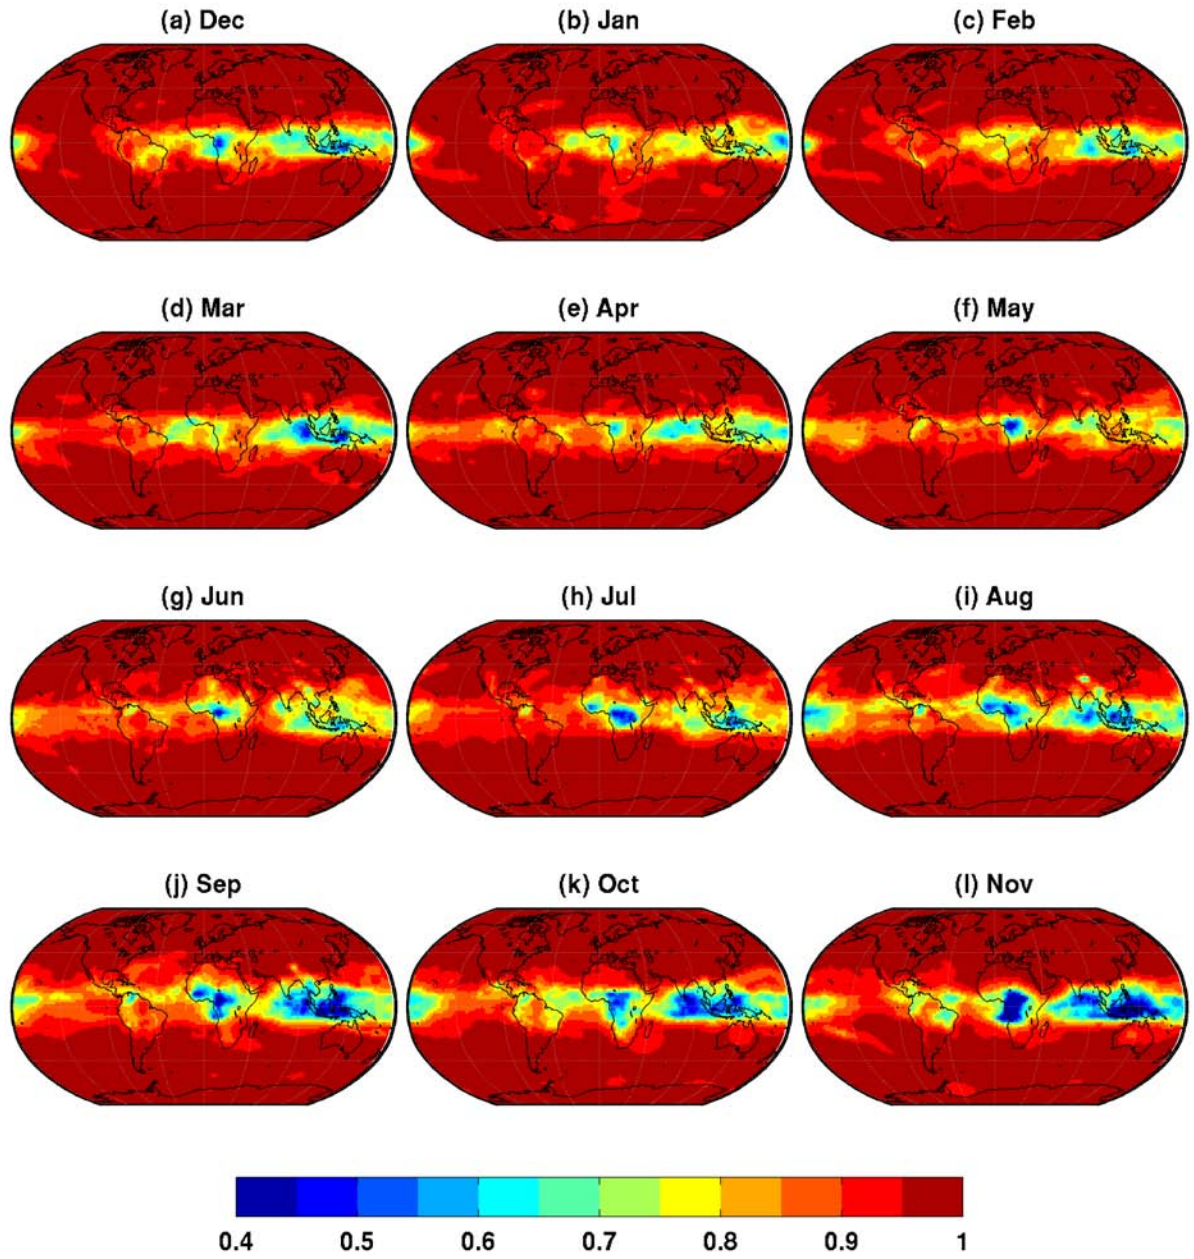 (a) Dec (b) Jan (c) Feb
(d) Mar (e) Apr (f) May
(g) Jun (h) Jul (i) Aug
(j) Sep (k) Oct (l) Nov
0.4 0.5 0.6 0.7 0.8 0.9 1